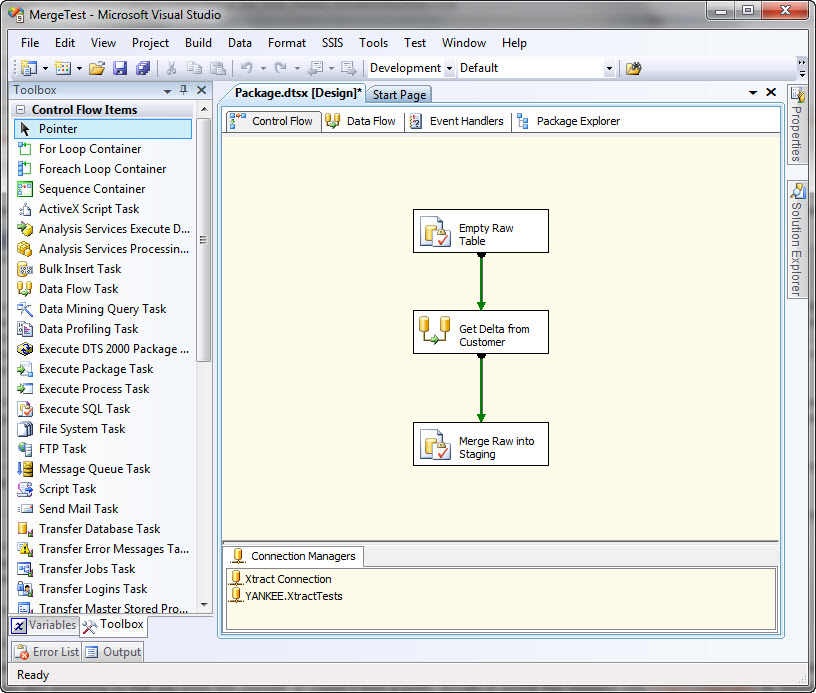 MergeTest - Microsoft Visual Studio
File Edit View Project Build Data Format SSIS Tools Test Window Help
Development Default
Toolbox
Control Flow Items
Pointer
For Loop Container
Foreach Loop Container
Sequence Container
ActiveX Script Task
Analysis Services Execute D...
Analysis Services Processin...
Bulk Insert Task
Data Flow Task
Data Mining Query Task
Data Profiling Task
Execute DTS 2000 Package ...
Execute Package Task
Execute Process Task
Execute SQL Task
File System Task
FTP Task
Message Queue Task
Script Task
Send Mail Task
Transfer Database Task
Transfer Error Messages Ta...
Transfer Jobs Task
Transfer Logins Task
Transfer Master Stored Pro...
Variables Toolbox
Error List Output
Ready
Package.dtsx [Design]* Start Page
Control Flow Data Flow Event Handlers Package Explorer
Empty Raw
Table
Get Delta from
Customer
Merge Raw into
Staging
Connection Managers
Xtract Connection
YANKEE.XtractTests
Properties
Solution Explorer